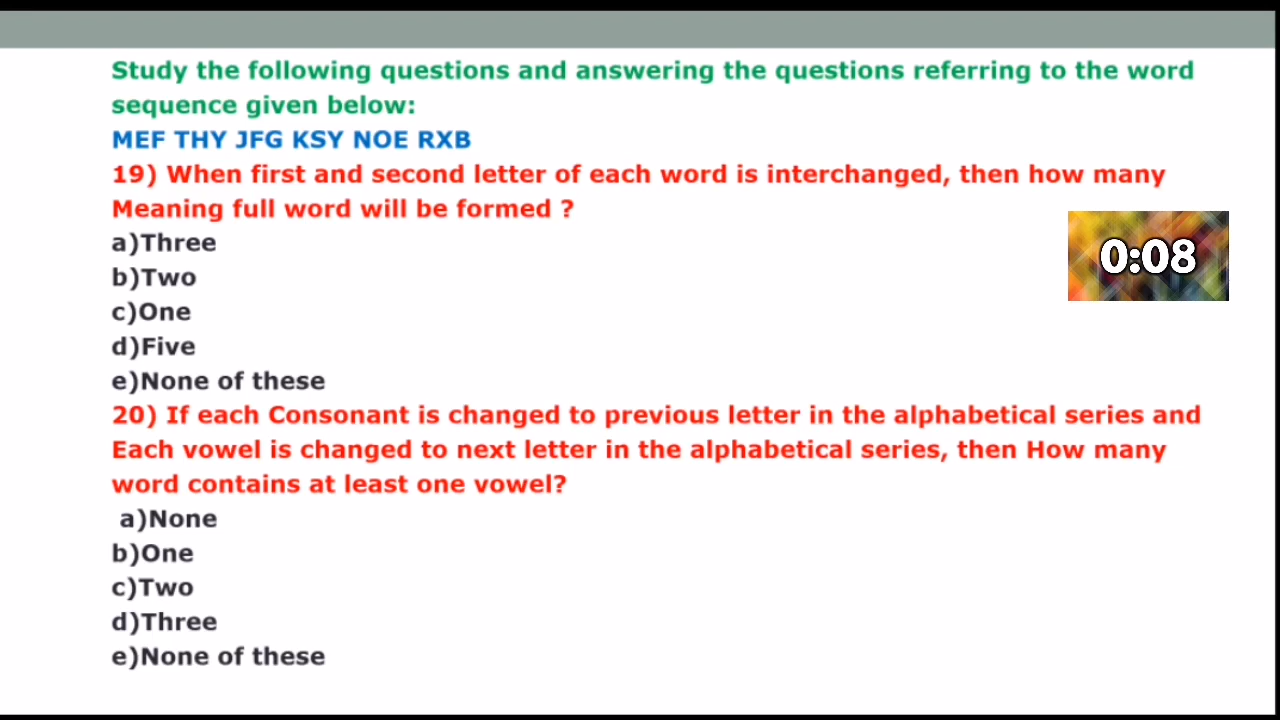 Study the following questions and answering the questions referring to the word
sequence given below:
MEF THY JFG KSY NOE RXB
19) When first and second letter of each word is interchanged, then how many
Meaning full word will be formed ?
a)Three
b)Two
c)One
d)Five
e)None of these
0:08
20) If each Consonant is changed to previous letter in the alphabetical series and
Each vowel is changed to next letter in the alphabetical series, then How many
word contains at least one vowel?
a)None
b)One
c)Two
d)Three
e)None of these